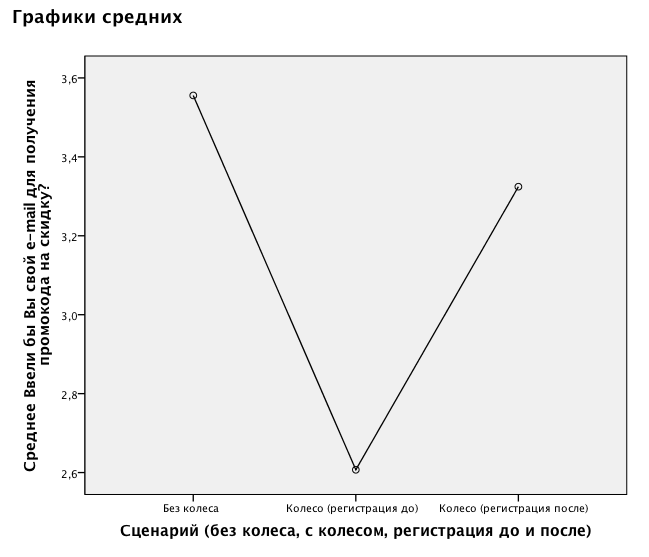 Графики средних
Среднее Ввели бы Вы свой e-mail для получения
промокода на скидку?
3,6
3,4
3,2
3,0
2,8
2,6
Без колеса
Колесо (регистрация до)
Колесо (регистрация после)
Сценарий (без колеса, с колесом, регистрация до и после)